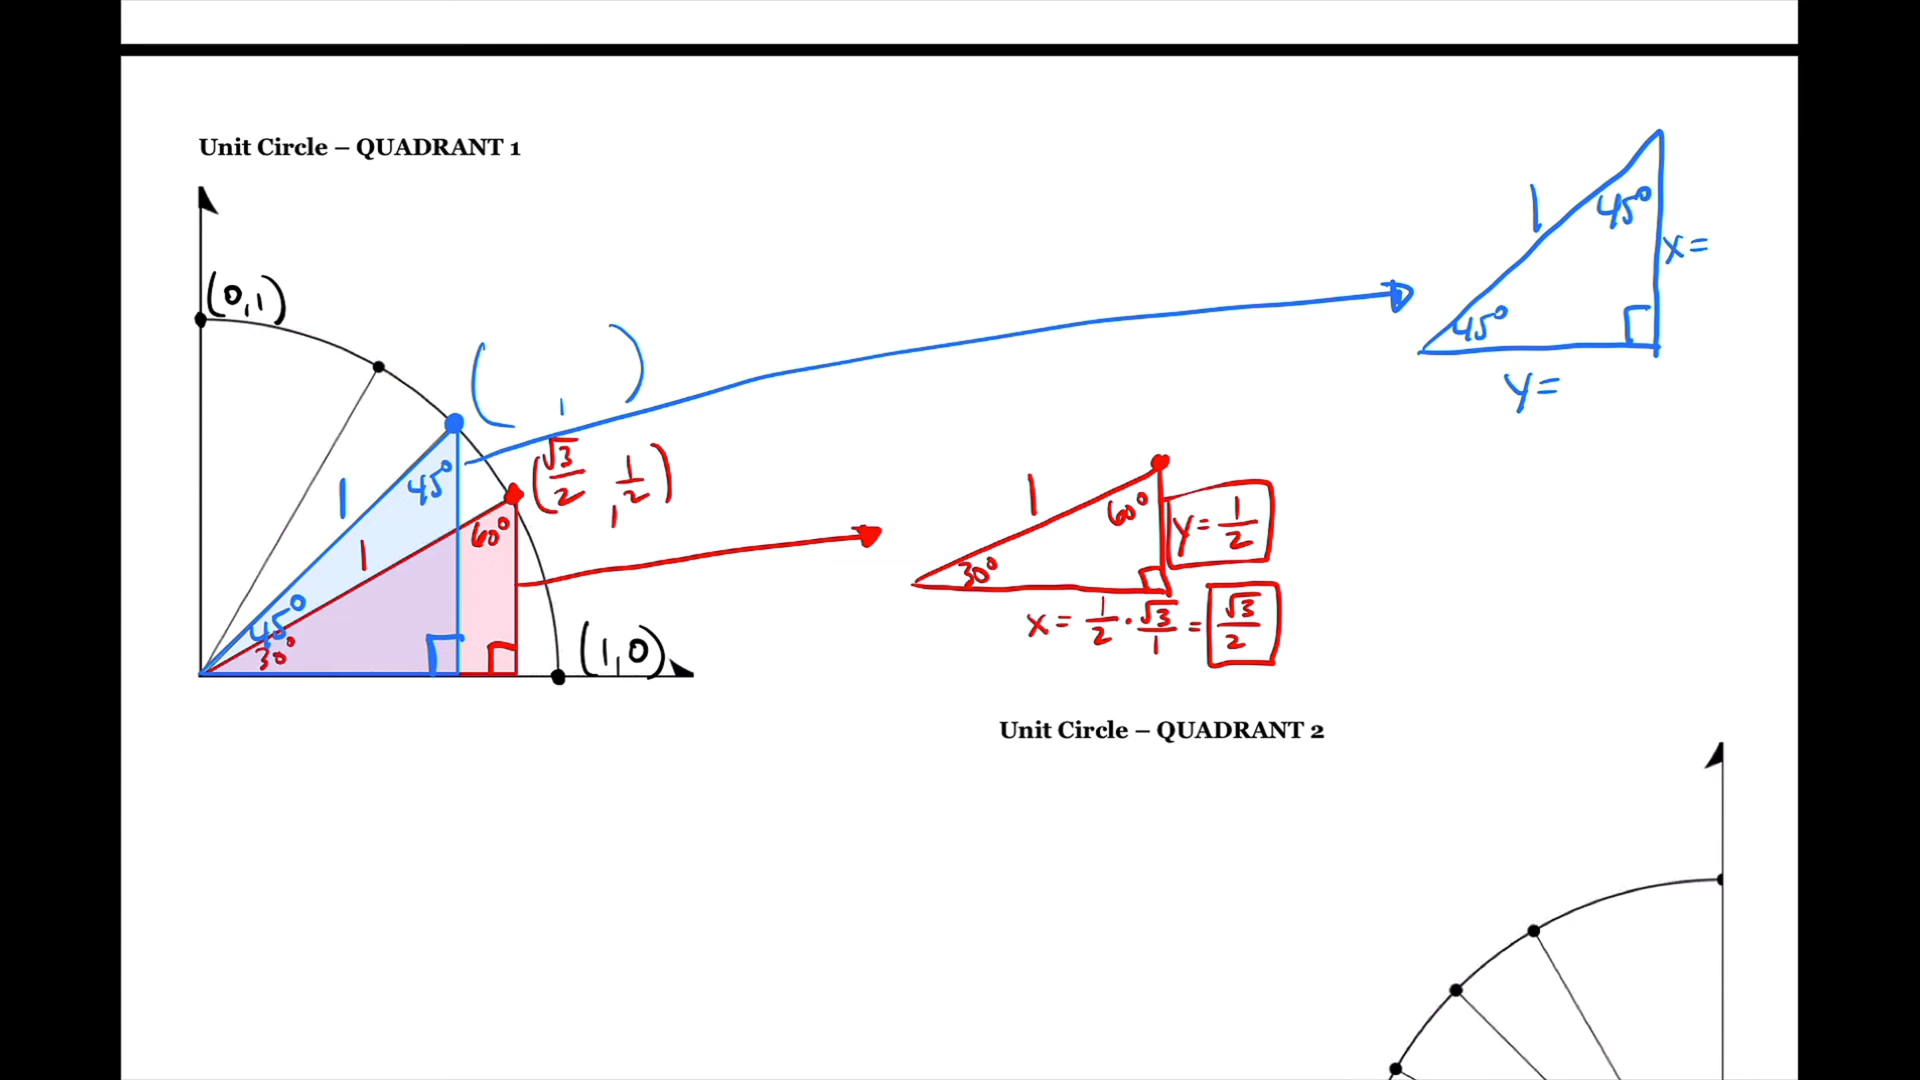 Unit Circle – QUADRANT 1
(0,1)
( , )
1
45°
45°
x =
y =
1
45°
45°
(√3/2, 1/2)
1
60°
30°
(1,0)
1
60°
30°
y = 1/2
x = 1/2 · √3/1 = √3/2
Unit Circle – QUADRANT 2